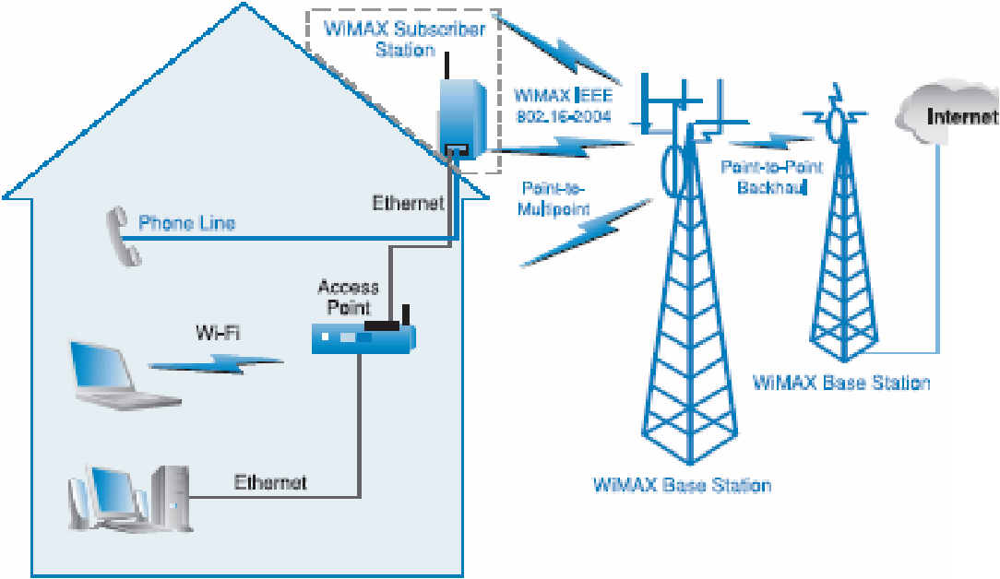 WiMAX Subscriber
Station
WiMAX IEEE
802.16-2004
Internet
Point-to-Point
Backhaul
Ethernet
Point-to-
Multipoint
Phone Line
Access
Point
Wi-Fi
WiMAX Base Station
Ethernet
WiMAX Base Station